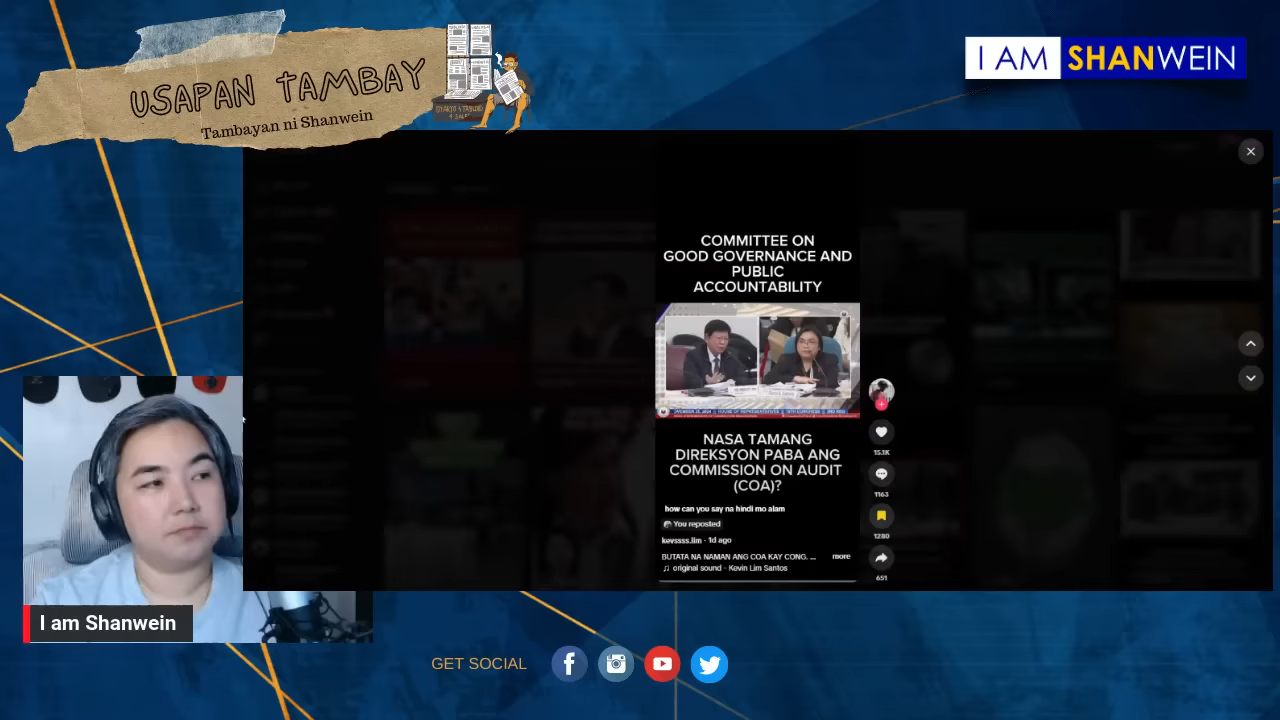 USAPAN TAMBAY
Tambayan ni Shanwein
I AM SHANWEIN
COMMITTEE ON
GOOD GOVERNANCE AND
PUBLIC
ACCOUNTABILITY
NASA TAMANG
DIREKSYON PABA ANG
COMMISSION ON AUDIT
(COA)?
how can you say na hindi mo alam
You reposted
kevssss.lim · 1d ago
BUTATA NA NAMAN ANG COA KAY CONG. ... more
original sound - Kevin Lim Santos
15.1K
1163
1280
651
I am Shanwein
GET SOCIAL